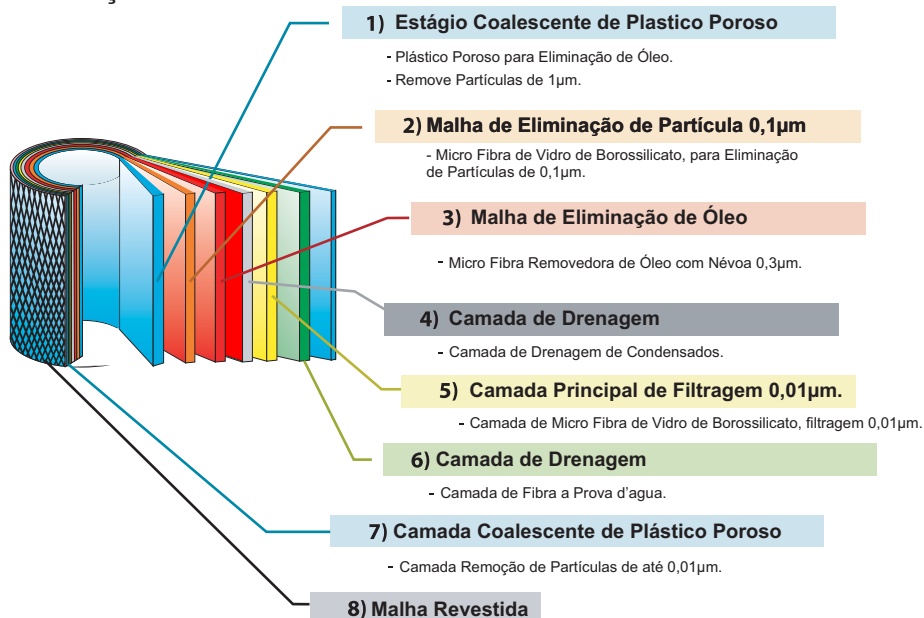 1) Estágio Coalescente de Plastico Poroso
- Plástico Poroso para Eliminação de Óleo.
- Remove Partículas de 1µm.
2) Malha de Eliminação de Partícula 0,1µm
- Micro Fibra de Vidro de Borossilicato, para Eliminação
de Partículas de 0,1µm.
3) Malha de Eliminação de Óleo
- Micro Fibra Removedora de Óleo com Névoa 0,3µm.
4) Camada de Drenagem
- Camada de Drenagem de Condensados.
5) Camada Principal de Filtragem 0,01µm.
- Camada de Micro Fibra de Vidro de Borossilicato, filtragem 0,01µm.
6) Camada de Drenagem
- Camada de Fibra a Prova d’agua.
7) Camada Coalescente de Plástico Poroso
- Camada Remoção de Partículas de até 0,01µm.
8) Malha Revestida